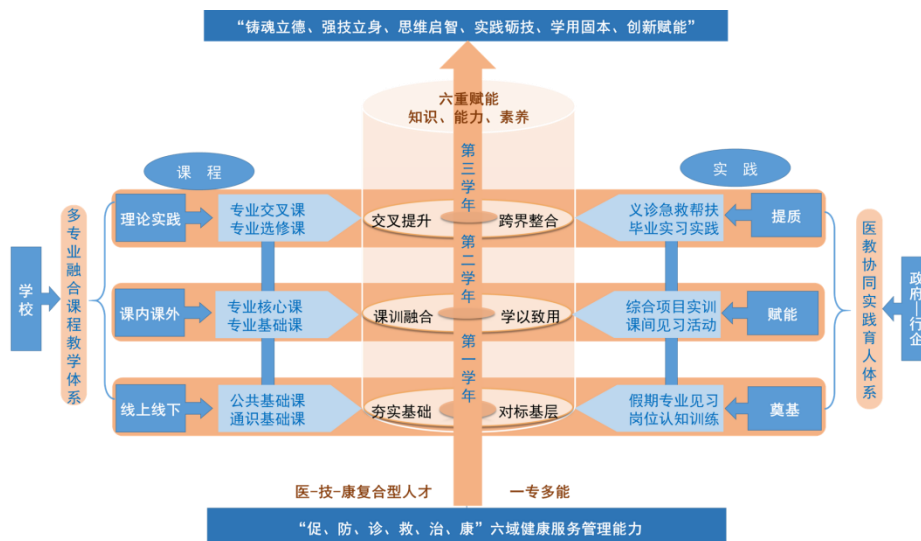 “铸魂立德、强技立身、思维启智、实践砺技、学用固本、创新赋能”
六重赋能
知识、能力、素养
课 程
实 践
第三学年
第二学年
第一学年
学校
多专业融合课程教学体系
理论实践
专业交叉课
专业选修课
交叉提升
跨界整合
义诊急救帮扶
毕业实习实践
提质
课内课外
专业核心课
专业基础课
课训融合
学以致用
综合项目实训
课间见习活动
赋能
线上线下
公共基础课
通识基础课
夯实基础
对标基层
假期专业见习
岗位认知训练
奠基
医教协同实践育人体系
政府—行企
医-技-康复合型人才
一专多能
“促、防、诊、救、治、康”六域健康服务管理能力